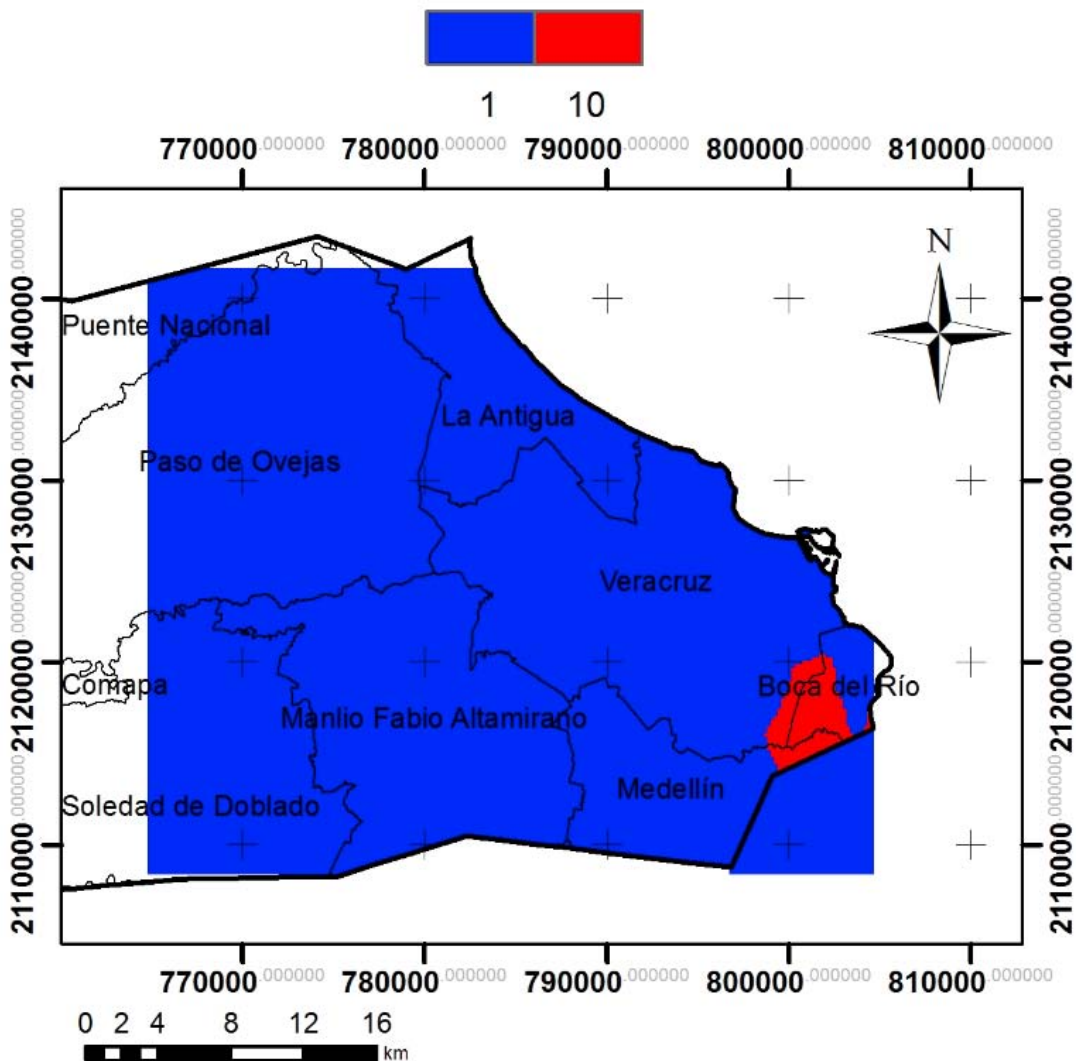 1 10
770000.000000 780000.000000 790000.000000 800000.000000 810000.000000
N
2140000.000000
2140000.000000
Puente Nacional
La Antigua
Paso de Ovejas
2130000.000000
2130000.000000
Veracruz
2120000.000000
2120000.000000
Comapa
Boca del Río
Manlio Fabio Altamirano
Medellín
Soledad de Doblado
2110000.000000
2110000.000000
770000.000000 780000.000000 790000.000000 800000.000000 810000.000000
0 2 4 8 12 16
km